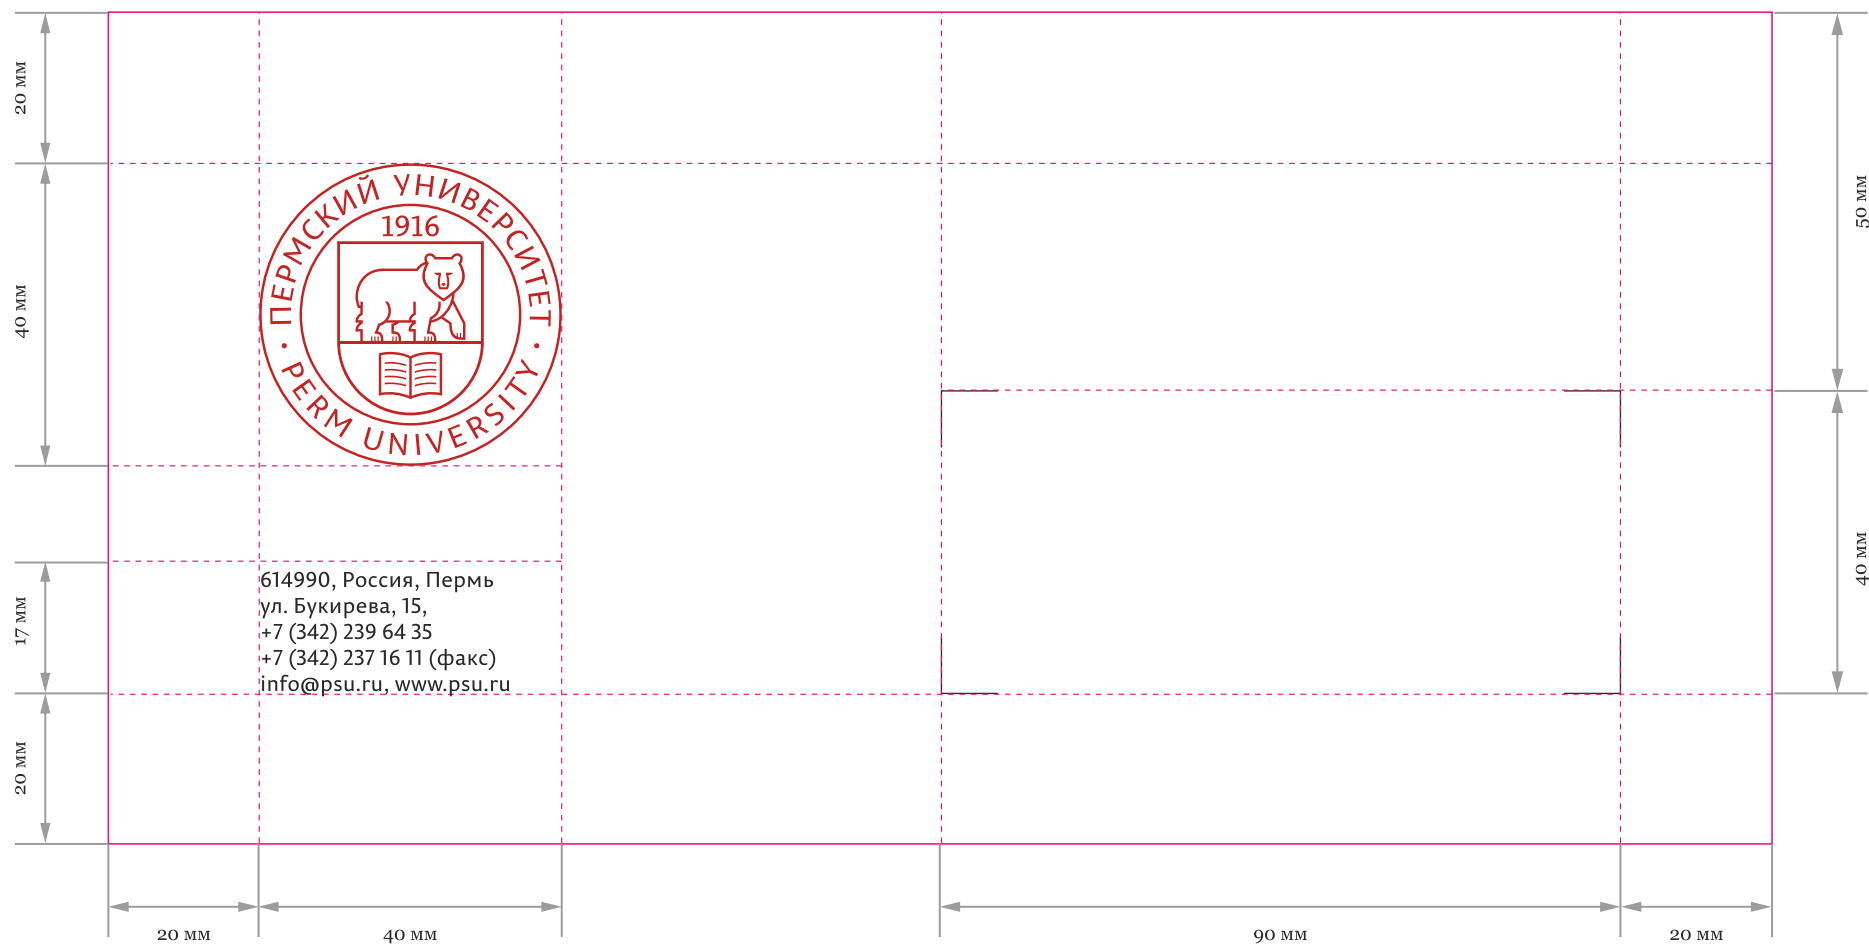 20 мм
40 мм
17 мм
20 мм
ПЕРМСКИЙ УНИВЕРСИТЕТ
1916
• PERM UNIVERSITY •
614990, Россия, Пермь
ул. Букирева, 15,
+7 (342) 239 64 35
+7 (342) 237 16 11 (факс)
info@psu.ru, www.psu.ru
50 мм
40 мм
20 мм
40 мм
90 мм
20 мм